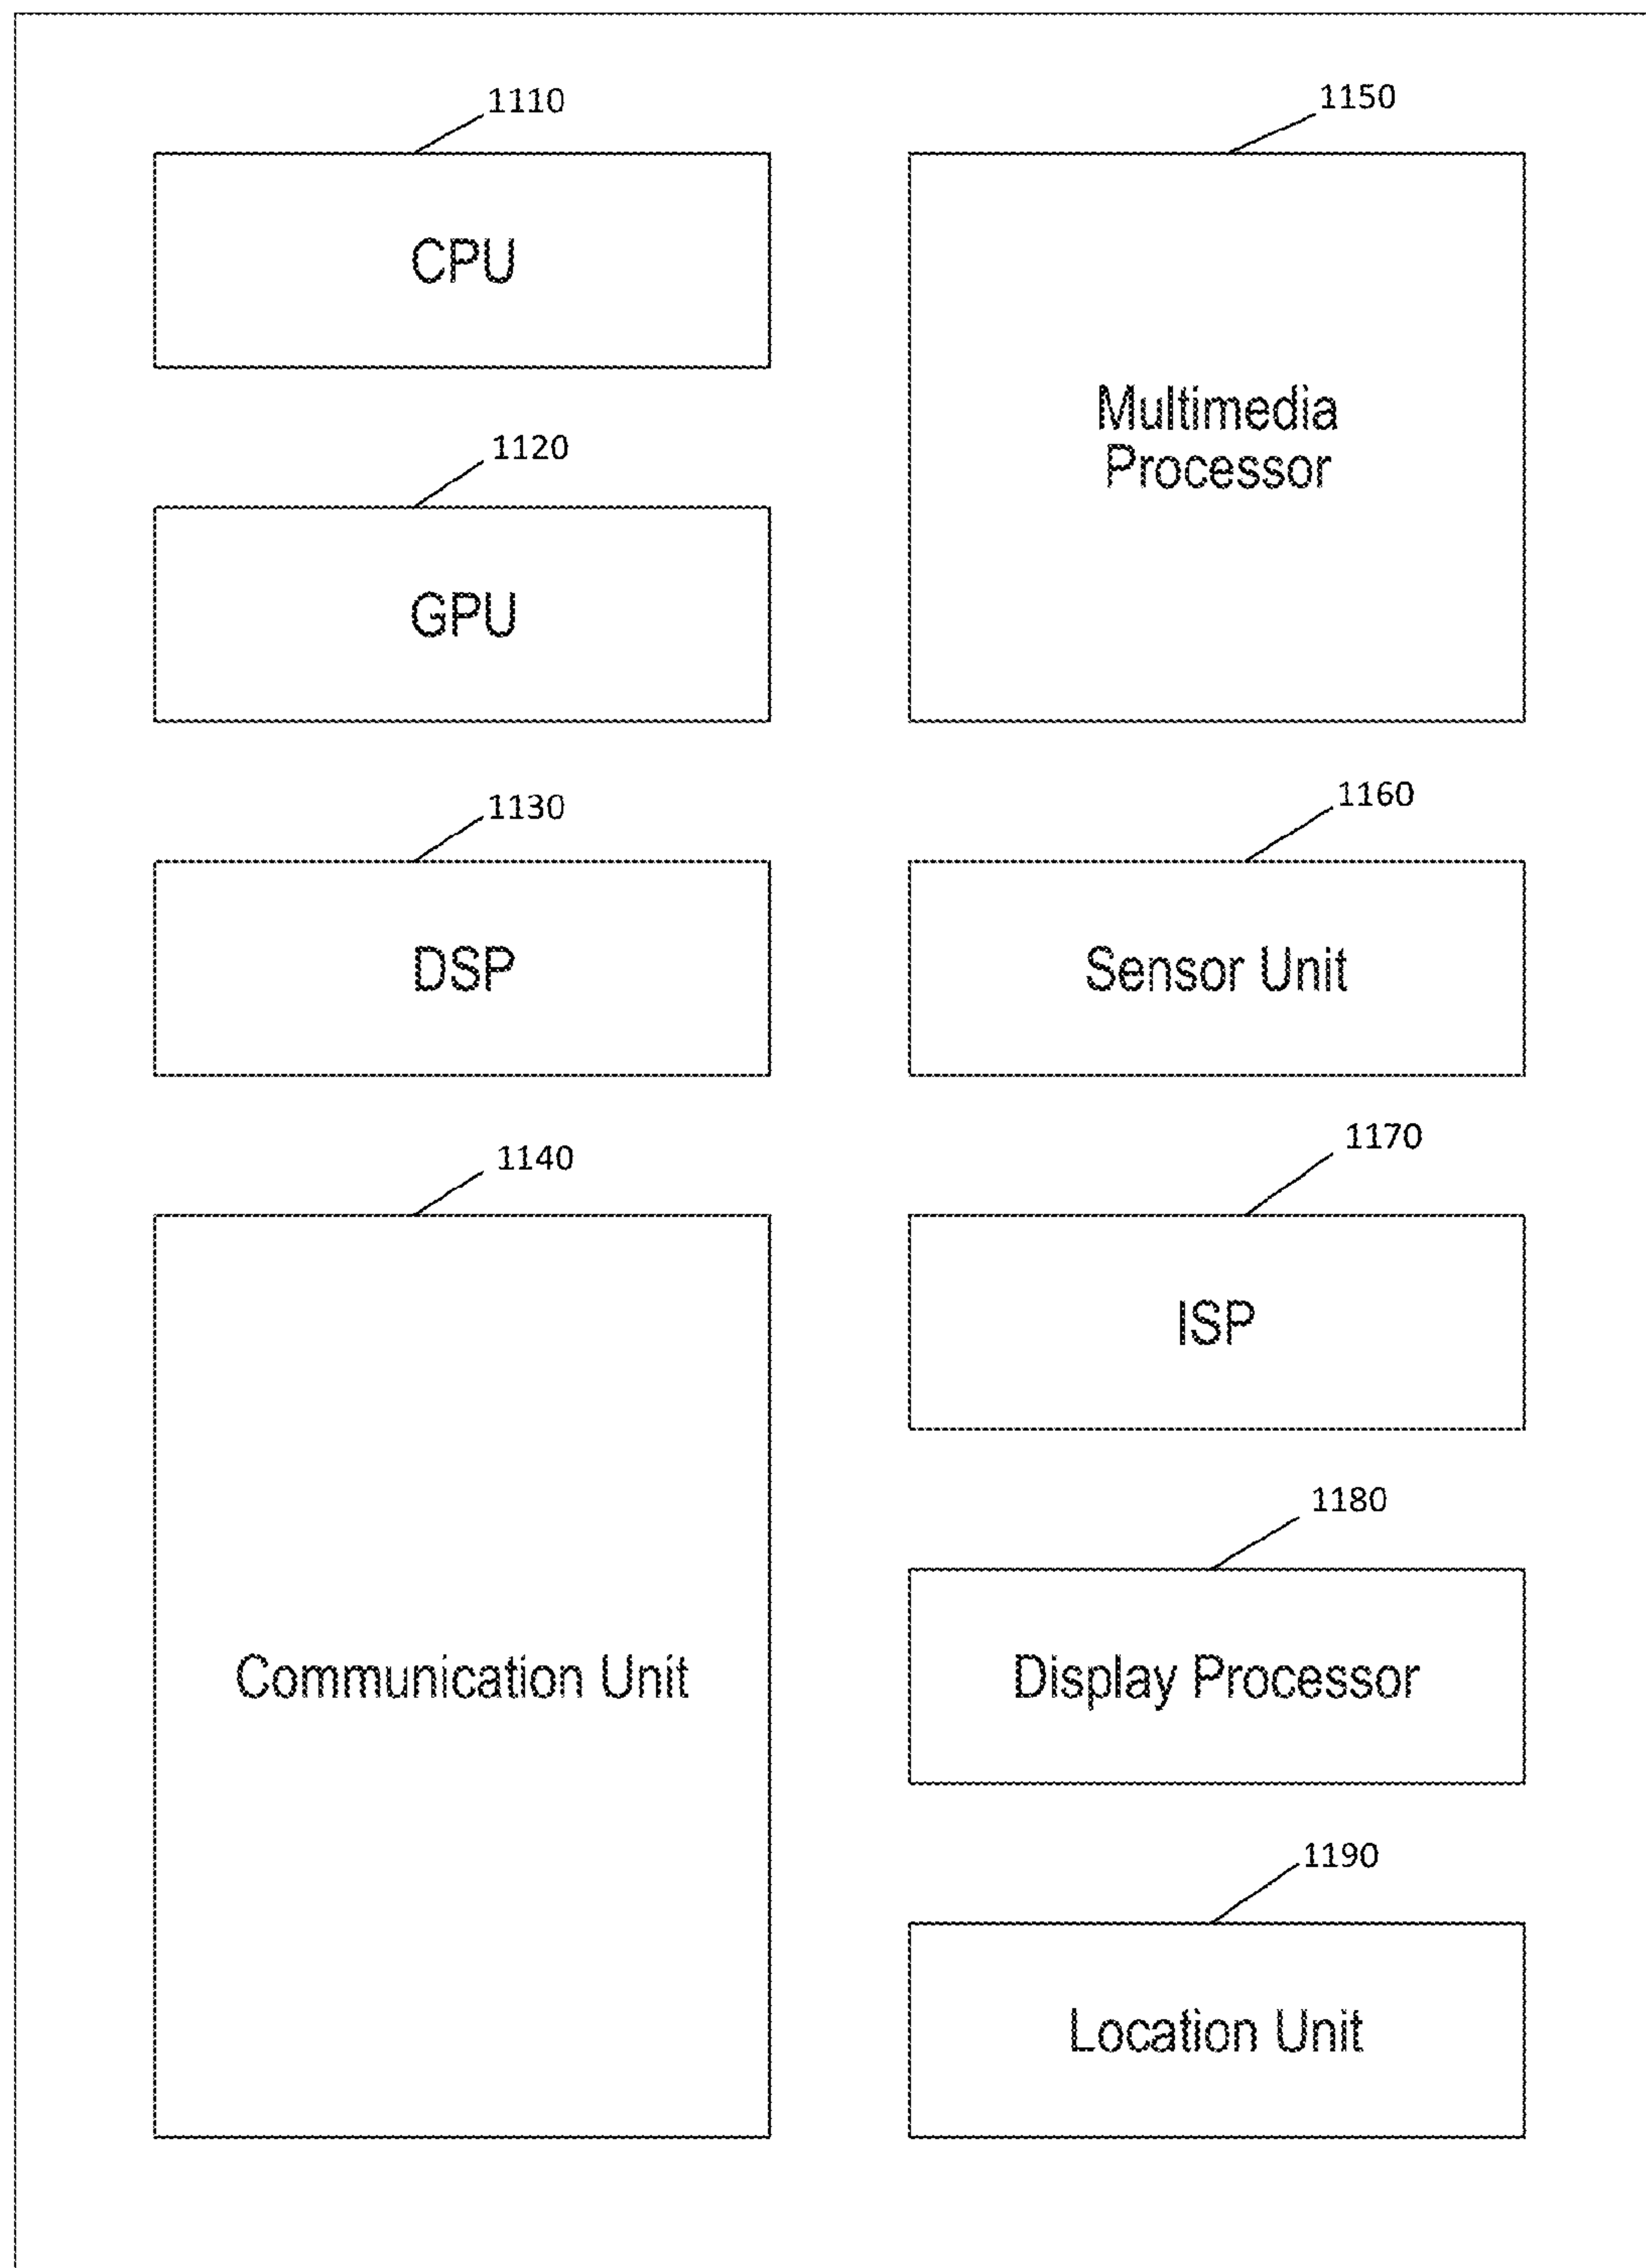 1110
CPU
1120
GPU
1130
DSP
1140
Communication Unit
1150
Multimedia
Processor
1160
Sensor Unit
1170
ISP
1180
Display Processor
1190
Location Unit